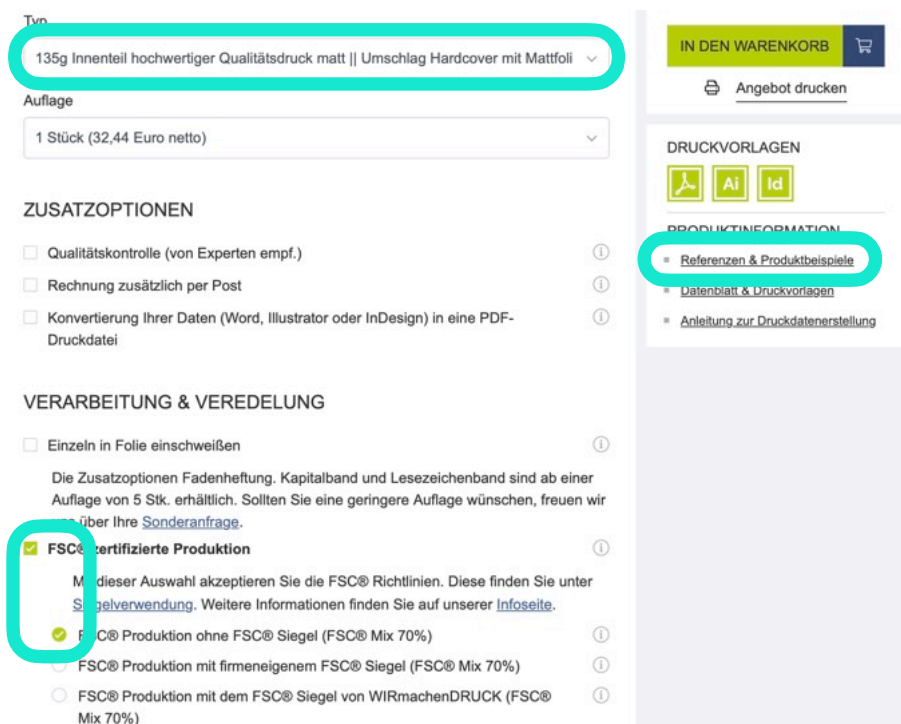 Typ
135g Innenteil hochwertiger Qualitätsdruck matt || Umschlag Hardcover mit Mattfoli
Auflage
1 Stück (32,44 Euro netto)
ZUSATZOPTIONEN
Qualitätskontrolle (von Experten empf.)
Rechnung zusätzlich per Post
Konvertierung Ihrer Daten (Word, Illustrator oder InDesign) in eine PDF-
Druckdatei
VERARBEITUNG & VEREDELUNG
Einzeln in Folie einschweißen
Die Zusatzoptionen Fadenheftung. Kapitalband und Lesezeichenband sind ab einer
Auflage von 5 Stk. erhältlich. Sollten Sie eine geringere Auflage wünschen, freuen wir
uns über Ihre Sonderanfrage.
FSC® zertifizierte Produktion
Mit dieser Auswahl akzeptieren Sie die FSC® Richtlinien. Diese finden Sie unter
Siegelverwendung. Weitere Informationen finden Sie auf unserer Infoseite.
FSC® Produktion ohne FSC® Siegel (FSC® Mix 70%)
FSC® Produktion mit firmeneigenem FSC® Siegel (FSC® Mix 70%)
FSC® Produktion mit dem FSC® Siegel von WIRmachenDRUCK (FSC®
Mix 70%)
IN DEN WARENKORB
Angebot drucken
DRUCKVORLAGEN
Ai Id
PRODUKTINFORMATION
Referenzen & Produktbeispiele
Datenblatt & Druckvorlagen
Anleitung zur Druckdatenerstellung